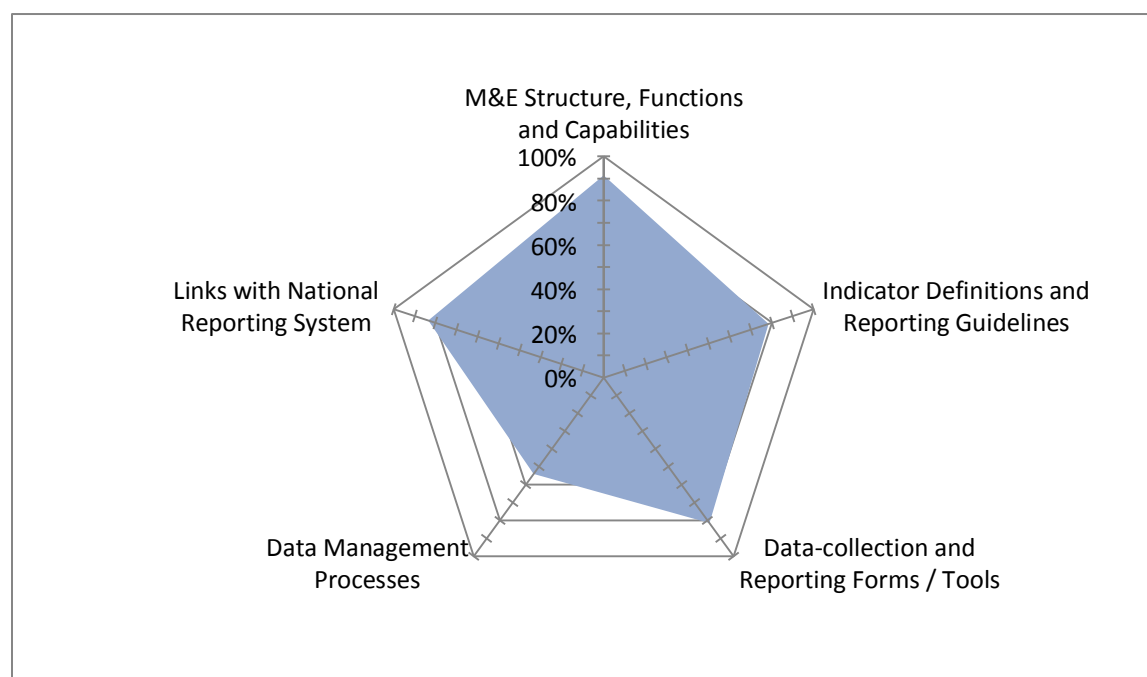 M&E Structure, Functions
and Capabilities
100%
80%
60%
40%
20%
0%
Links with National
Reporting System
Indicator Definitions and
Reporting Guidelines
Data Management
Processes
Data-collection and
Reporting Forms / Tools